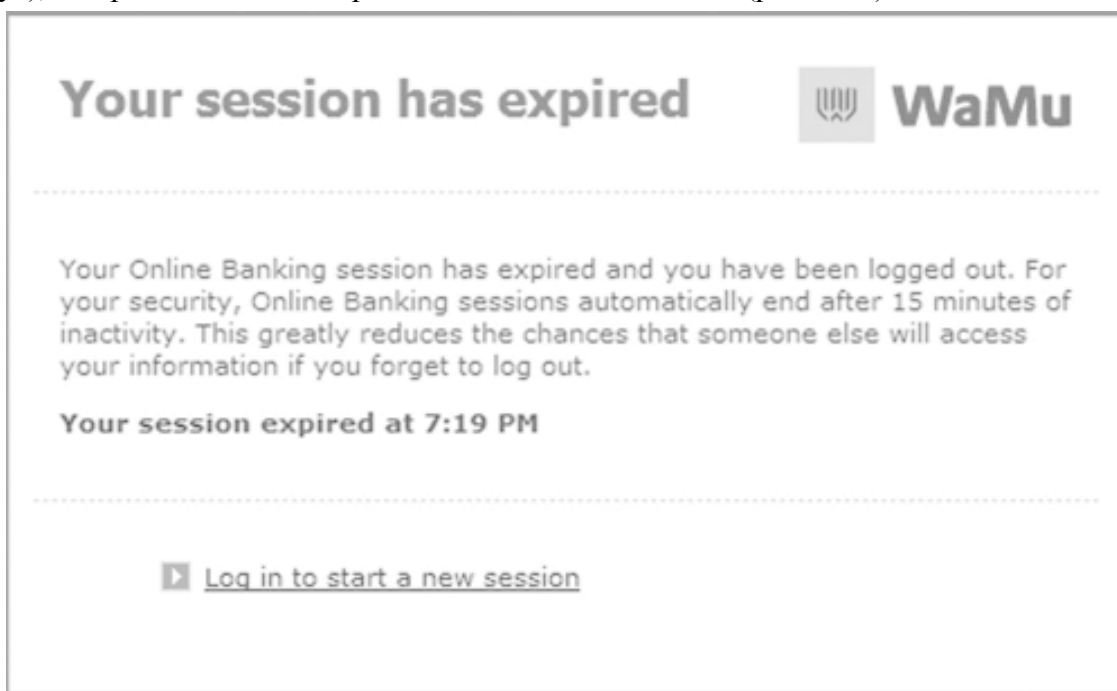 Your session has expired
WaMu
Your Online Banking session has expired and you have been logged out. For
your security, Online Banking sessions automatically end after 15 minutes of
inactivity. This greatly reduces the chances that someone else will access
your information if you forget to log out.
Your session expired at 7:19 PM
Log in to start a new session